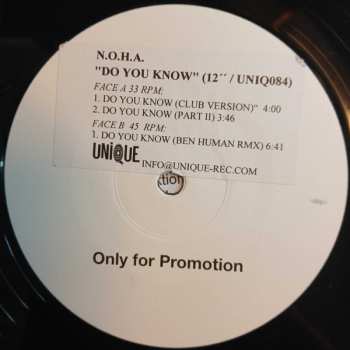 N.O.H.A.
"DO YOU KNOW" (12´´ / UNIQ084)
FACE A 33 RPM:
1. DO YOU KNOW (CLUB VERSION)“ 4:00
2. DO YOU KNOW (PART II) 3:46
FACE B 45 RPM:
1. DO YOU KNOW (BEN HUMAN RMX) 6:41
UNiQUE
INFO@UNIQUE-REC.COM
Only for Promotion